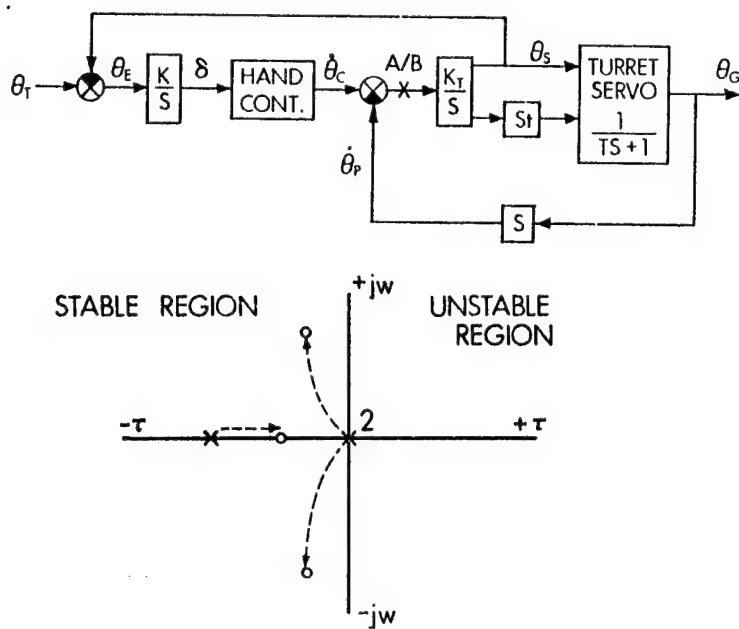 θT θE K/S δ HAND CONT. θ̇C A/B KT/S θS TURRET SERVO 1/(TS + 1) θG
St
θ̇P
S
STABLE REGION
+jw
UNSTABLE REGION
-τ
2
+τ
-jw